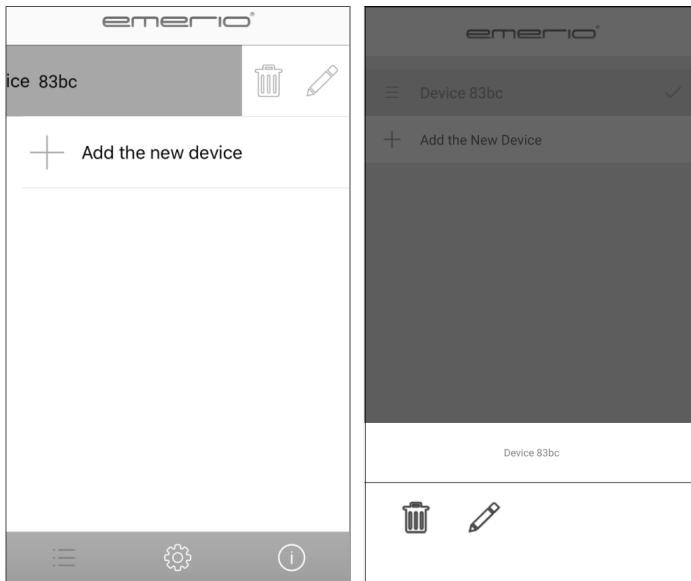 emerio®
ice 83bc
Add the new device
i
emerio®
Device 83bc
Add the New Device
Device 83bc